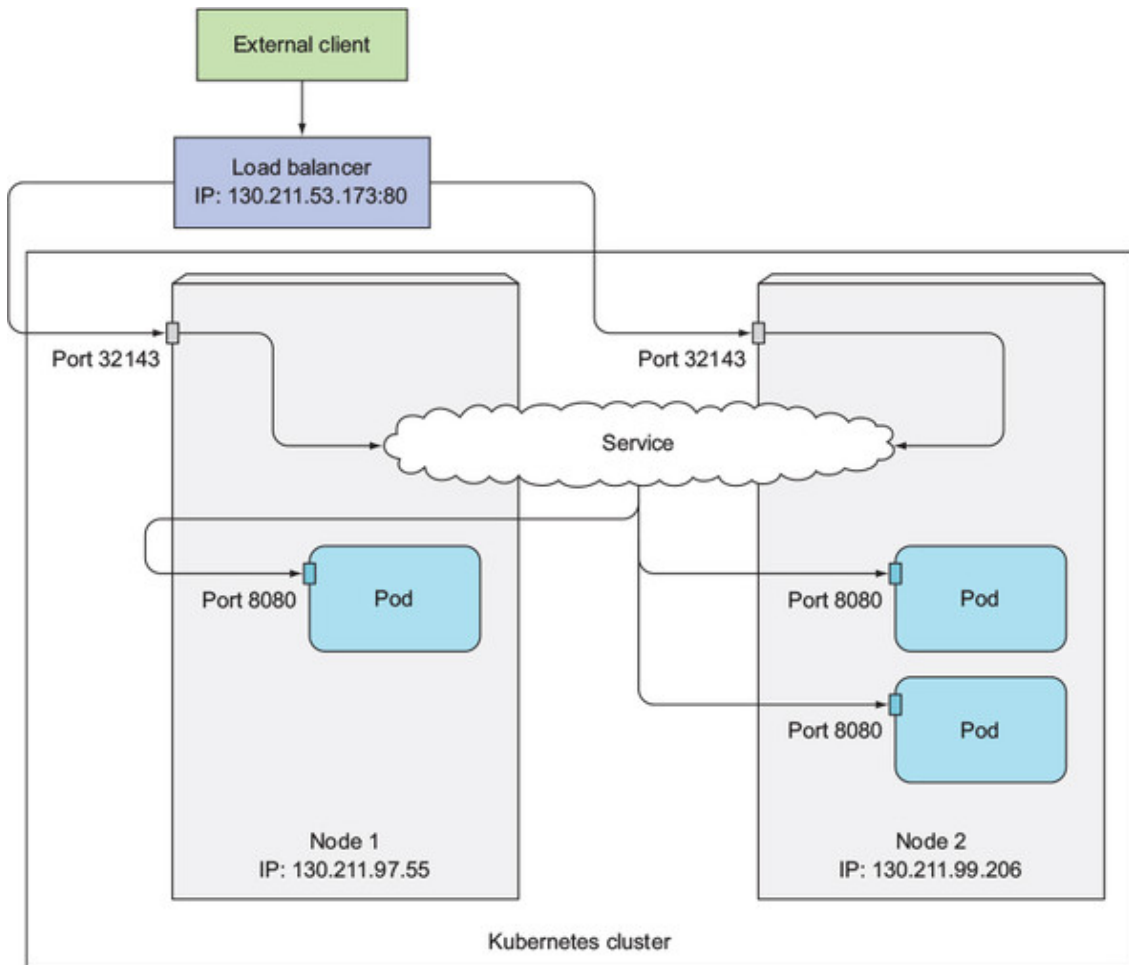 External client
Load balancer
IP: 130.211.53.173:80
Port 32143
Port 32143
Service
Port 8080
Pod
Port 8080
Pod
Port 8080
Pod
Node 1
IP: 130.211.97.55
Node 2
IP: 130.211.99.206
Kubernetes cluster